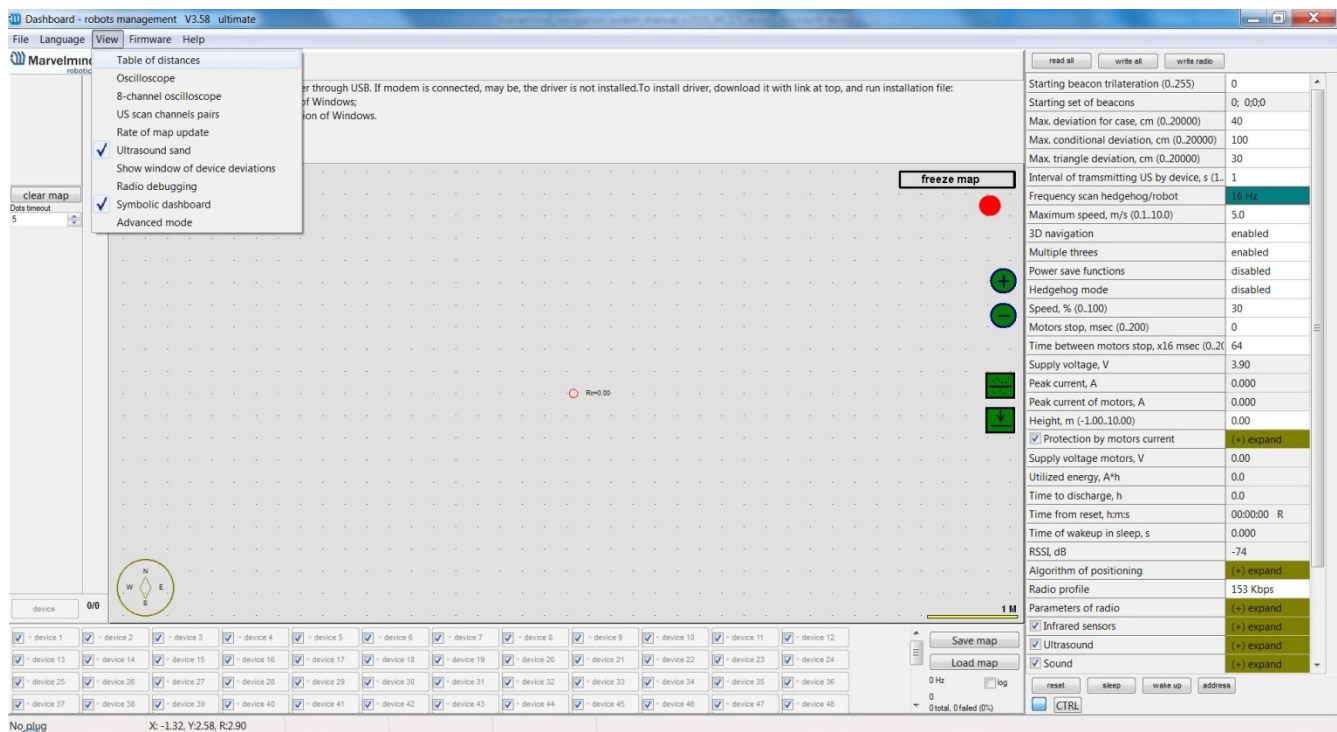 Dashboard - robots management V3.58 ultimate
File Language View Firmware Help
Marvelmind
robotic
Table of distances
Oscilloscope
8-channel oscilloscope
US scan channels pairs
Rate of map update
Ultrasound sand
Show window of device deviations
Radio debugging
Symbolic dashboard
Advanced mode
er through USB. If modem is connected, may be, the driver is not installed.To install driver, download it with link at top, and run installation file:
of Windows;
ion of Windows.
clear map
Dots timeout
5
freeze map
Rir=0.00
N
W E
S
1 M
device 0/0
read all write all write radio
Starting beacon trilateration (0..255) 0
Starting set of beacons 0; 0;0;0
Max. deviation for case, cm (0..20000) 40
Max. conditional deviation, cm (0..20000) 100
Max. triangle deviation, cm (0..20000) 30
Interval of tramsmitting US by device, s (1.. 1
Frequency scan hedgehog/robot 16 Hz
Maximum speed, m/s (0.1..10.0) 5.0
3D navigation enabled
Multiple threes enabled
Power save functions disabled
Hedgehog mode disabled
Speed, % (0..100) 30
Motors stop, msec (0..200) 0
Time between motors stop, x16 msec (0..20 64
Supply voltage, V 3.90
Peak current, A 0.000
Peak current of motors, A 0.000
Height, m (-1.00..10.00) 0.00
Protection by motors current (+) expand
Supply voltage motors, V 0.00
Utilized energy, A*h 0.0
Time to discharge, h 0.0
Time from reset, h:m:s 00:00:00 R
Time of wakeup in sleep, s 0.000
RSSI, dB -74
Algorithm of positioning (+) expand
Radio profile 153 Kbps
Parameters of radio (+) expand
Infrared sensors (+) expand
Ultrasound (+) expand
Sound (+) expand
reset sleep wake up address
CTRL
- device 1 - device 2 - device 3 - device 4 - device 5 - device 6 - device 7 - device 8 - device 9 - device 10 - device 11 - device 12
- device 13 - device 14 - device 15 - device 16 - device 17 - device 18 - device 19 - device 20 - device 21 - device 22 - device 23 - device 24
- device 25 - device 26 - device 27 - device 28 - device 29 - device 30 - device 31 - device 32 - device 33 - device 34 - device 35 - device 36
- device 37 - device 38 - device 39 - device 40 - device 41 - device 42 - device 43 - device 44 - device 45 - device 46 - device 47 - device 48
Save map
Load map
0 Hz log
0
0 total, 0 failed (0%)
No plug X: -1.32, Y:2.58, R:2.90